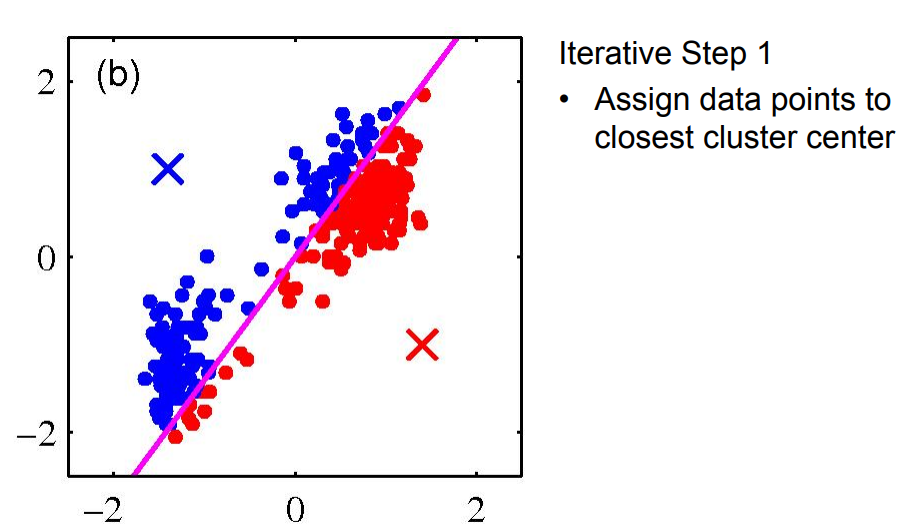 (b)
2
0
−2
−2
0
2
Iterative Step 1
• Assign data points to
closest cluster center